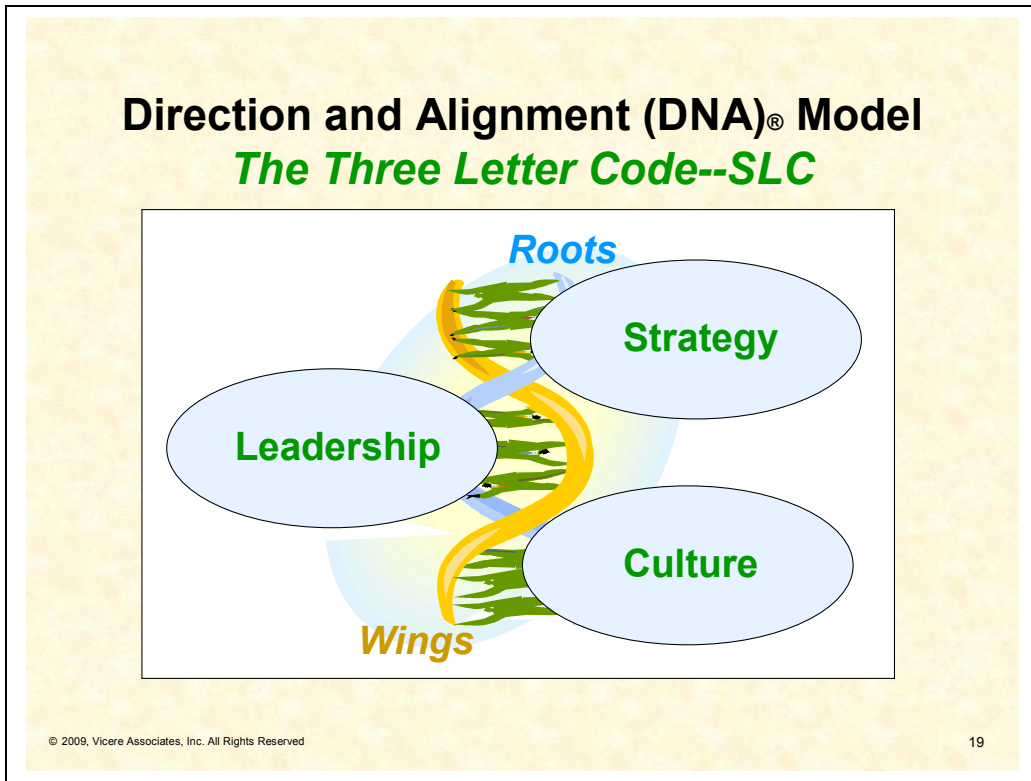 Direction and Alignment (DNA)® Model
The Three Letter Code--SLC
Roots
Strategy
Leadership
Culture
Wings
© 2009, Vicere Associates, Inc. All Rights Reserved
19